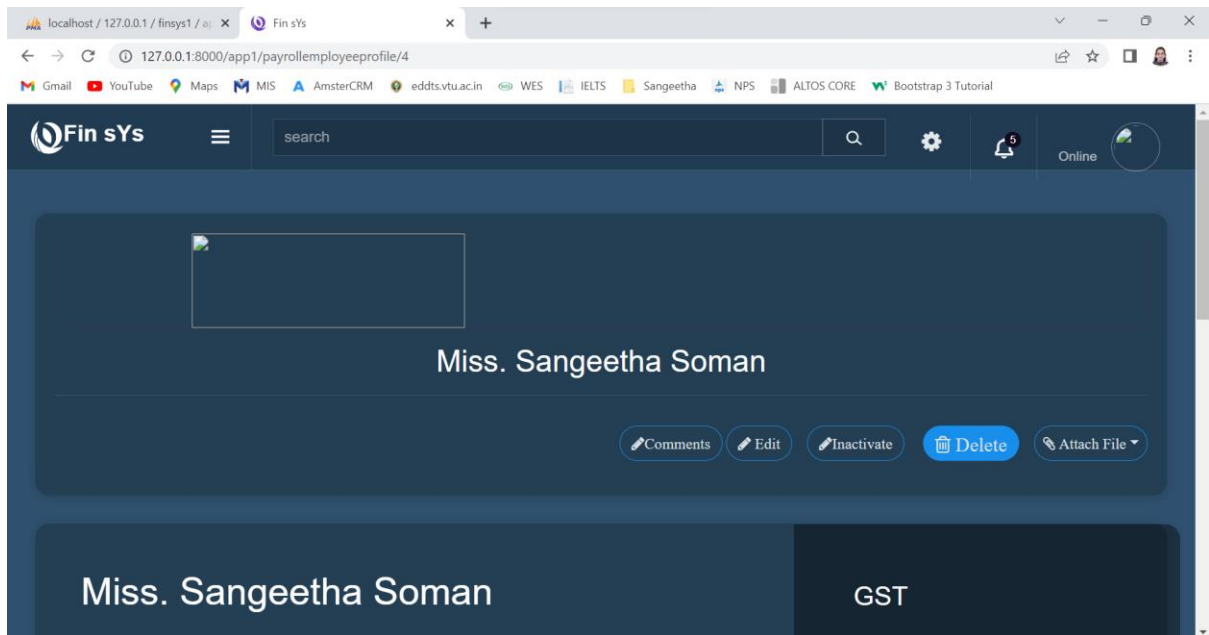 localhost / 127.0.0.1 / finsys1 / ap
Fin sYs
127.0.0.1:8000/app1/payrollemployeeprofile/4
Gmail YouTube Maps MIS AmsterCRM eddts.vtu.ac.in WES IELTS Sangeetha NPS ALTOS CORE Bootstrap 3 Tutorial
Fin sYs search 5 Online
Miss. Sangeetha Soman
Comments Edit Inactivate Delete Attach File
Miss. Sangeetha Soman GST